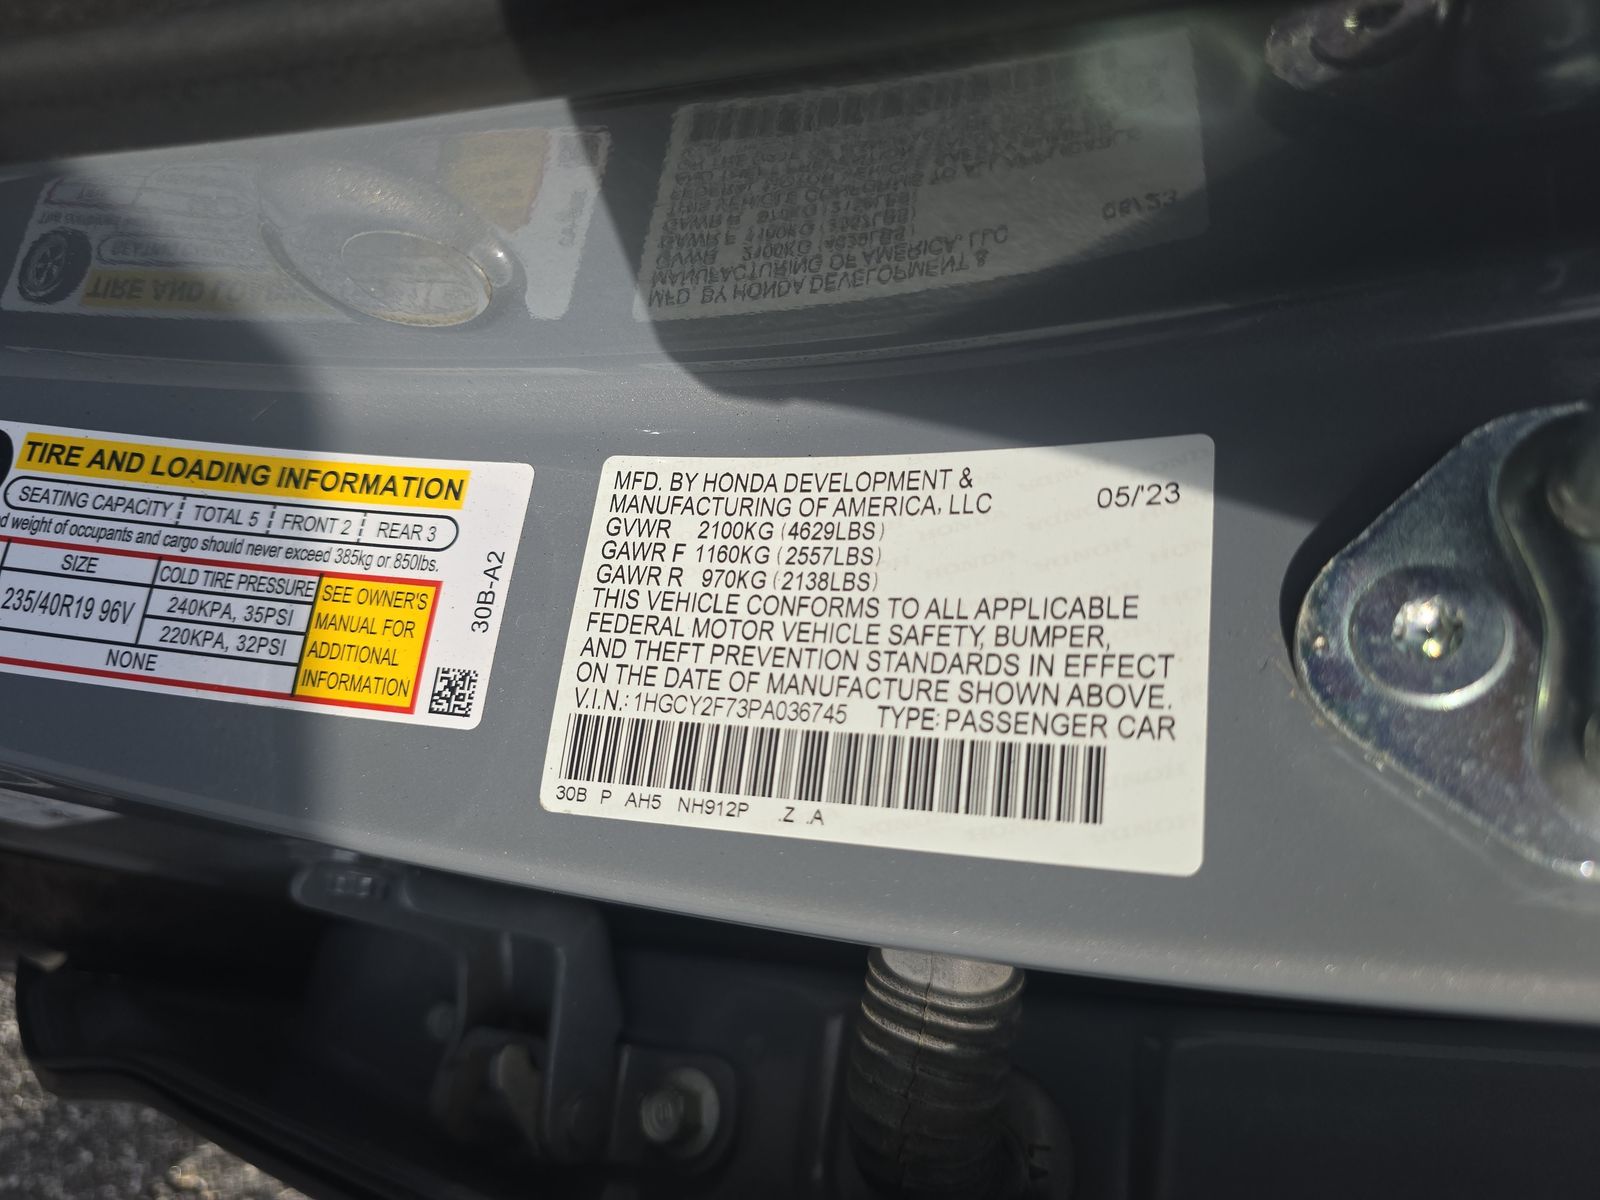 TIRE AND LOADING INFORMATION
SEATING CAPACITY TOTAL 5 FRONT 2 REAR 3
weight of occupants and cargo should never exceed 385kg or 850lbs.
SIZE COLD TIRE PRESSURE
235/40R19 96V
240KPA, 35PSI
220KPA, 32PSI
NONE
SEE OWNER'S
MANUAL FOR
ADDITIONAL
INFORMATION
30B-A2
MFD. BY HONDA DEVELOPMENT &
MANUFACTURING OF AMERICA, LLC 05/'23
GVWR 2100KG (4629LBS)
GAWR F 1160KG (2557LBS)
GAWR R 970KG (2138LBS)
THIS VEHICLE CONFORMS TO ALL APPLICABLE
FEDERAL MOTOR VEHICLE SAFETY, BUMPER,
AND THEFT PREVENTION STANDARDS IN EFFECT
ON THE DATE OF MANUFACTURE SHOWN ABOVE.
V.I.N.: 1HGCY2F73PA036745 TYPE: PASSENGER CAR
30B P AH5 NH912P .Z .A